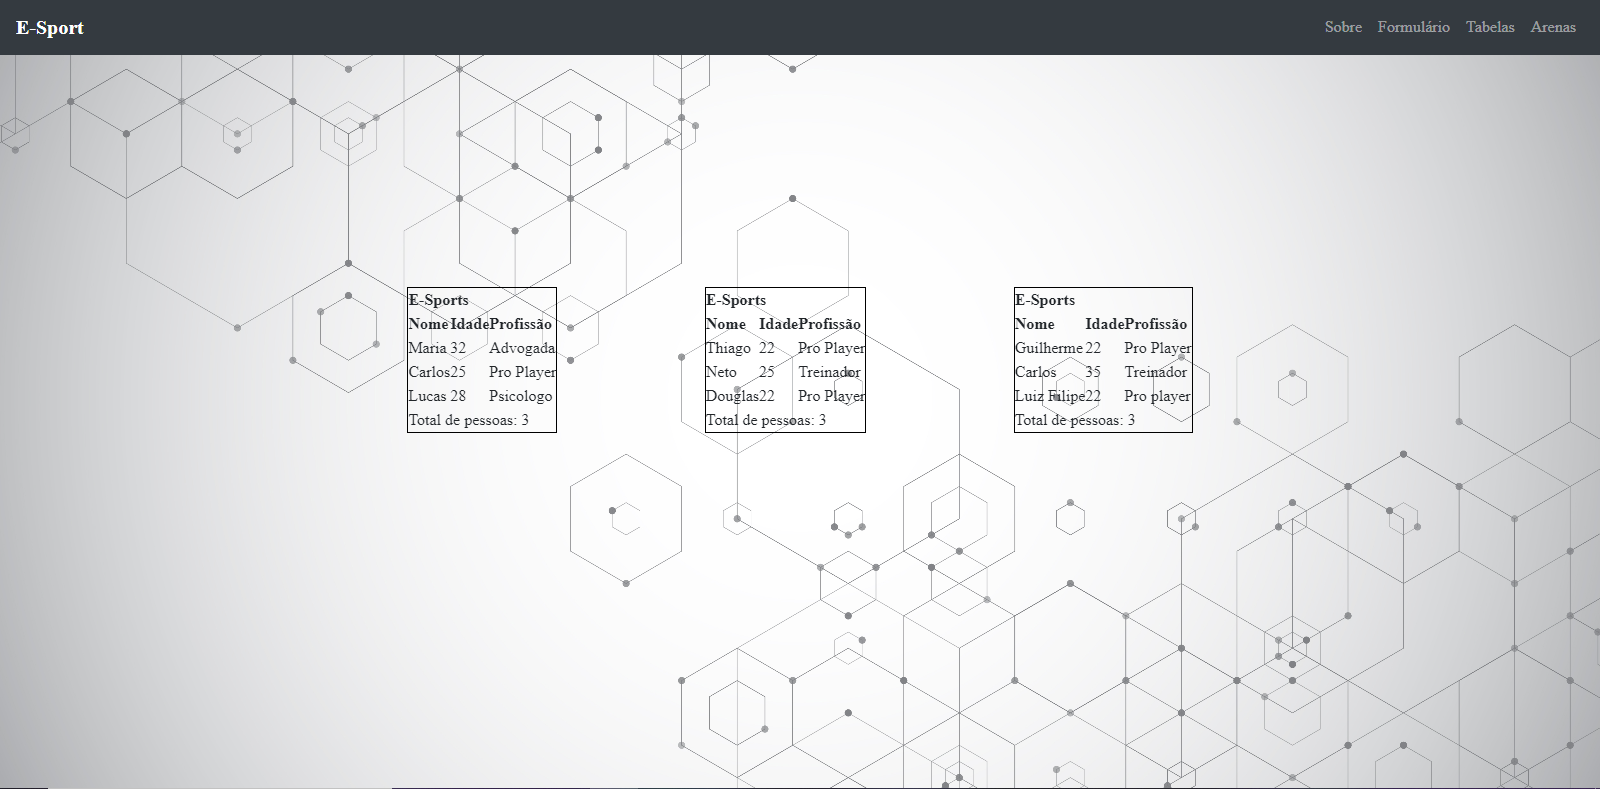 E-Sport
Sobre Formulário Tabelas Arenas
E-Sports
Nome Idade Profissão
Maria 32 Advogada
Carlos 25 Pro Player
Lucas 28 Psicologo
Total de pessoas: 3
E-Sports
Nome Idade Profissão
Thiago 22 Pro Player
Neto 25 Treinador
Douglas 22 Pro Player
Total de pessoas: 3
E-Sports
Nome Idade Profissão
Guilherme 22 Pro Player
Carlos 35 Treinador
Luiz Filipe 22 Pro player
Total de pessoas: 3